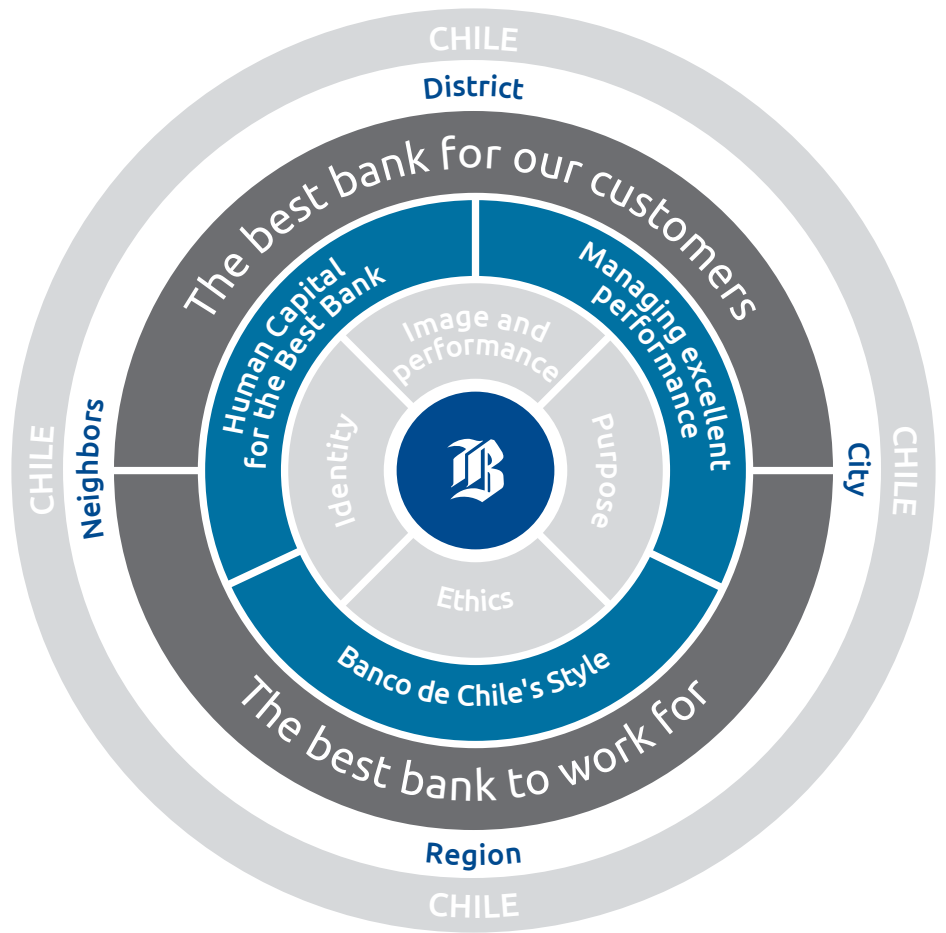 CHILE
District
The best bank for our customers
Human Capital
for the Best Bank
Managing excellent
performance
Image and
performance
CHILE
Neighbors
Identity
B
Purpose
City
CHILE
Ethics
Banco de Chile's Style
The best bank to work for
Region
CHILE